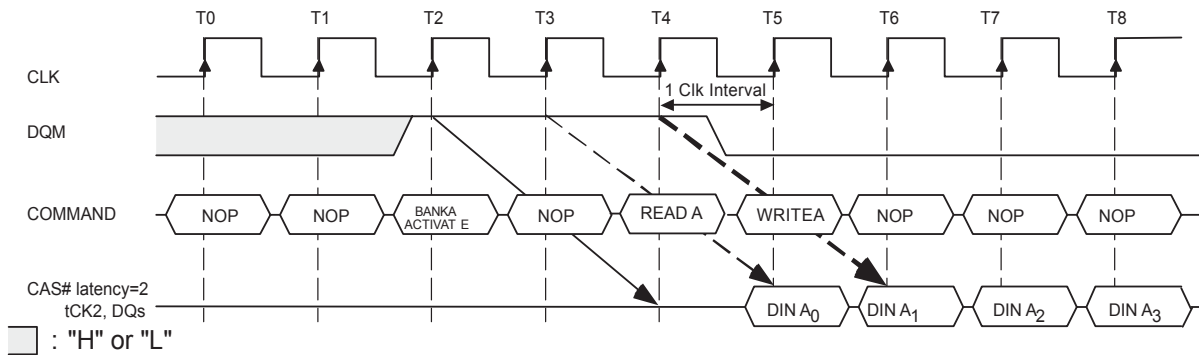 T0 T1 T2 T3 T4 T5 T6 T7 T8
CLK
1 Clk Interval
DQM
COMMAND NOP NOP BANKA ACTIVAT E NOP READ A WRITEA NOP NOP NOP
CAS# latency=2
tCK2, DQs
DIN A0 DIN A1 DIN A2 DIN A3
: "H" or "L"